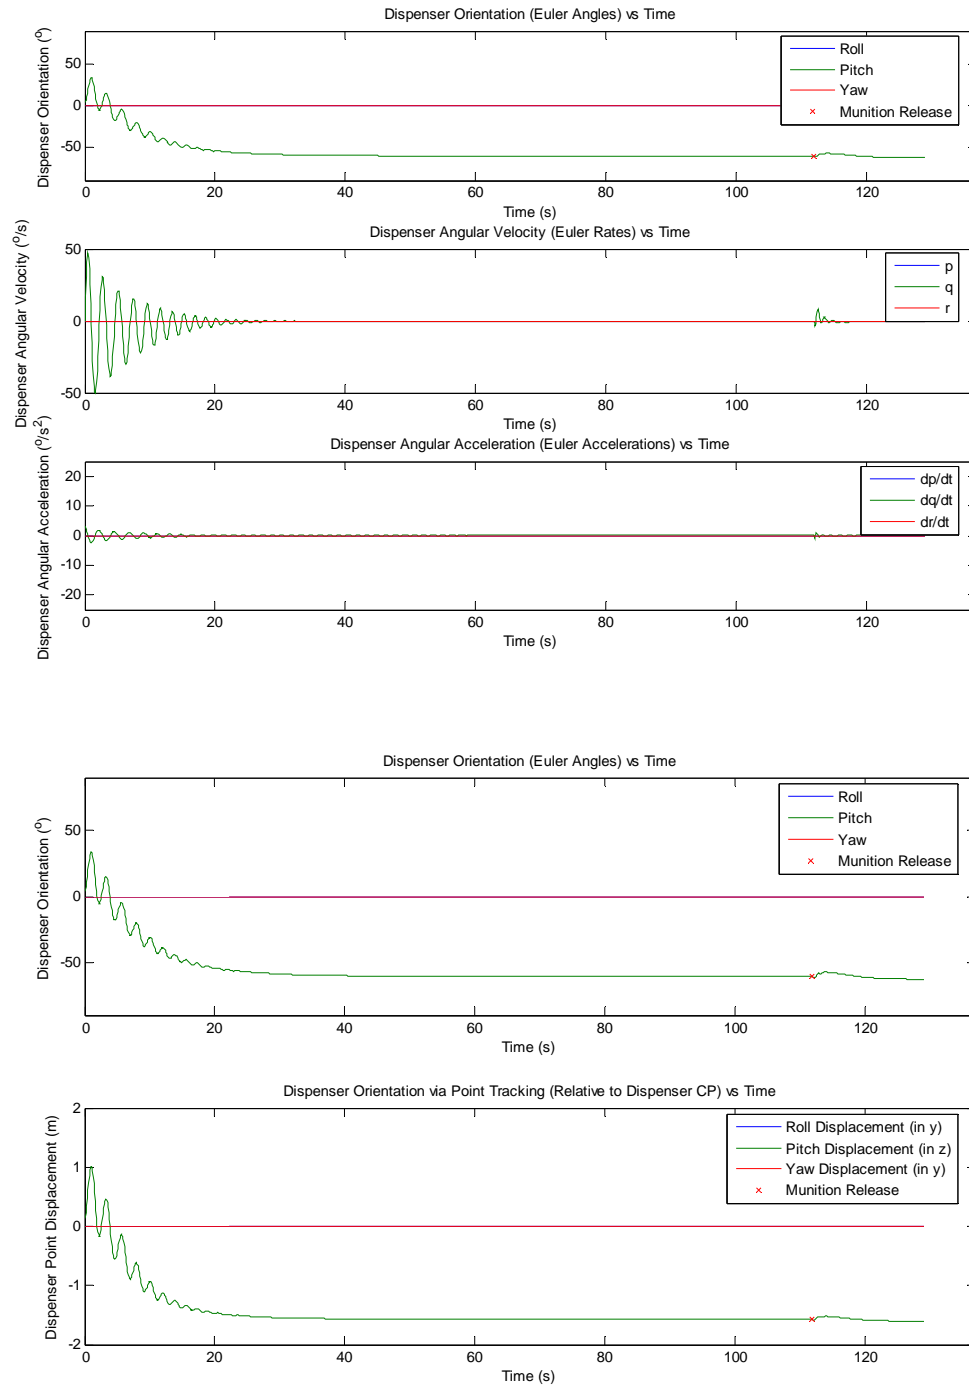 Dispenser Orientation (Euler Angles) vs Time
Dispenser Orientation (º)
50
0
-50
Roll
Pitch
Yaw
Munition Release
0 20 40 60 80 100 120
Time (s)
Dispenser Angular Velocity (Euler Rates) vs Time
Dispenser Angular Velocity (º/s)
50
0
-50
p
q
r
0 20 40 60 80 100 120
Time (s)
Dispenser Angular Acceleration (Euler Accelerations) vs Time
Dispenser Angular Acceleration (º/s²)
20
10
0
-10
-20
dp/dt
dq/dt
dr/dt
0 20 40 60 80 100 120
Time (s)
Dispenser Orientation (Euler Angles) vs Time
Dispenser Orientation (º)
50
0
-50
Roll
Pitch
Yaw
Munition Release
0 20 40 60 80 100 120
Time (s)
Dispenser Orientation via Point Tracking (Relative to Dispenser CP) vs Time
Dispenser Point Displacement (m)
2
1
0
-1
-2
Roll Displacement (in y)
Pitch Displacement (in z)
Yaw Displacement (in y)
Munition Release
0 20 40 60 80 100 120
Time (s)